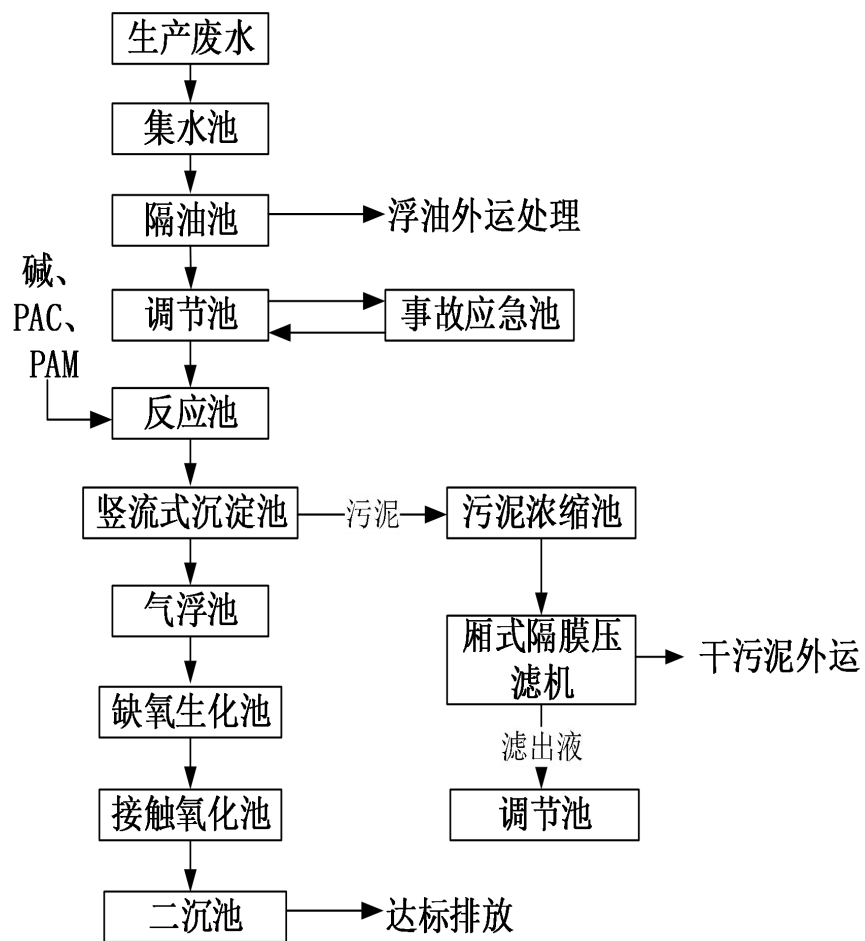 生产废水
集水池
隔油池
浮油外运处理
碱、
PAC、
PAM
调节池
事故应急池
反应池
竖流式沉淀池
污泥
污泥浓缩池
气浮池
厢式隔膜压
滤机
干污泥外运
缺氧生化池
滤出液
接触氧化池
调节池
二沉池
达标排放